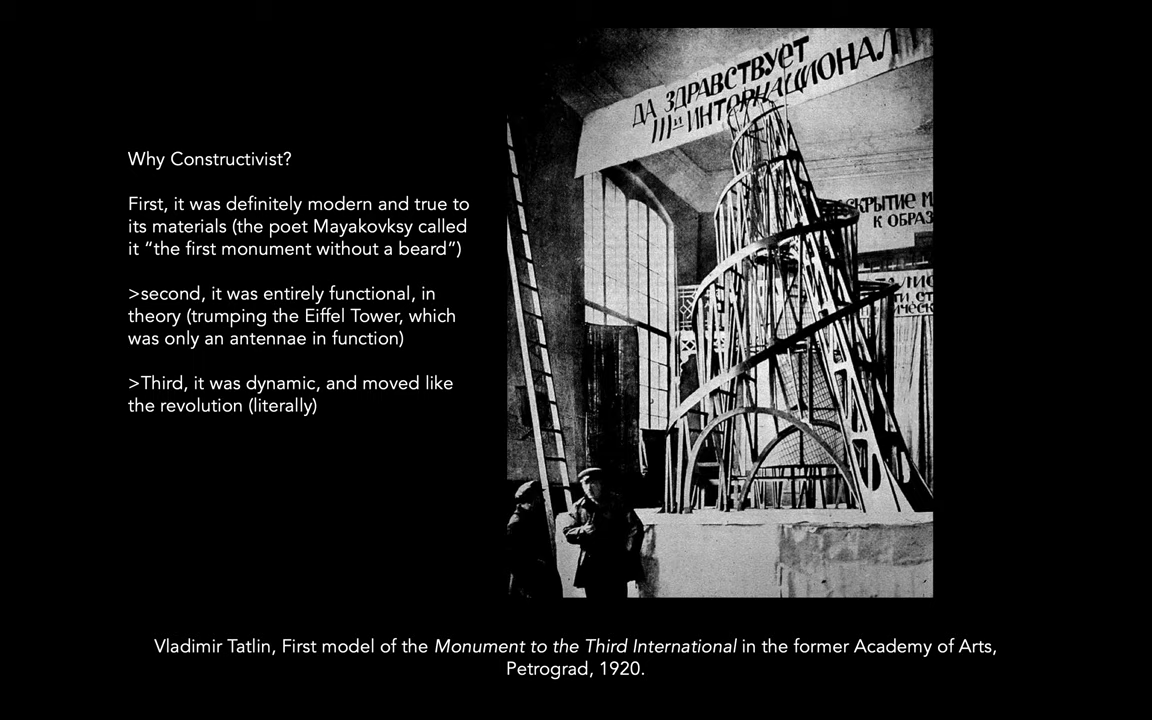 Why Constructivist?
First, it was definitely modern and true to
its materials (the poet Mayakovksy called
it “the first monument without a beard”)
>second, it was entirely functional, in
theory (trumping the Eiffel Tower, which
was only an antennae in function)
>Third, it was dynamic, and moved like
the revolution (literally)
ДА ЗДРАВСТВУЕТ
IIIй ИНТЕРНАЦИОНАЛ
К ОБРАЗ
Vladimir Tatlin, First model of the Monument to the Third International in the former Academy of Arts,
Petrograd, 1920.